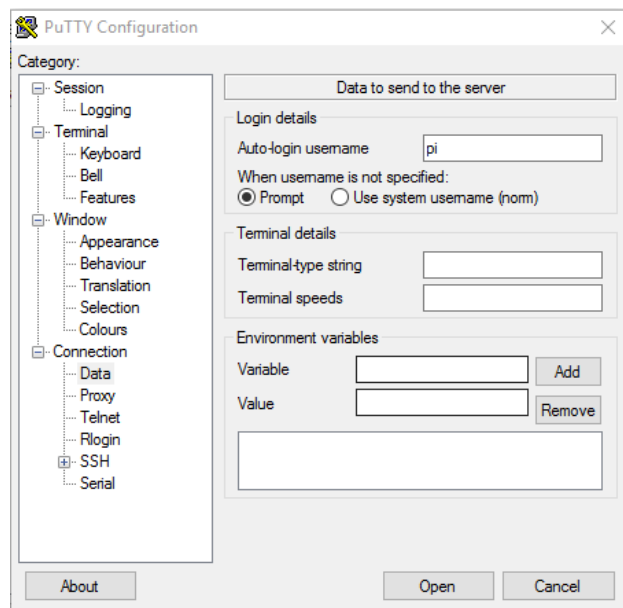 PuTTY Configuration
Category:
Session
Logging
Terminal
Keyboard
Bell
Features
Window
Appearance
Behaviour
Translation
Selection
Colours
Connection
Data
Proxy
Telnet
Rlogin
SSH
Serial
Data to send to the server
Login details
Auto-login username pi
When username is not specified:
Prompt Use system username (norm)
Terminal details
Terminal-type string
Terminal speeds
Environment variables
Variable Add
Value Remove
About Open Cancel